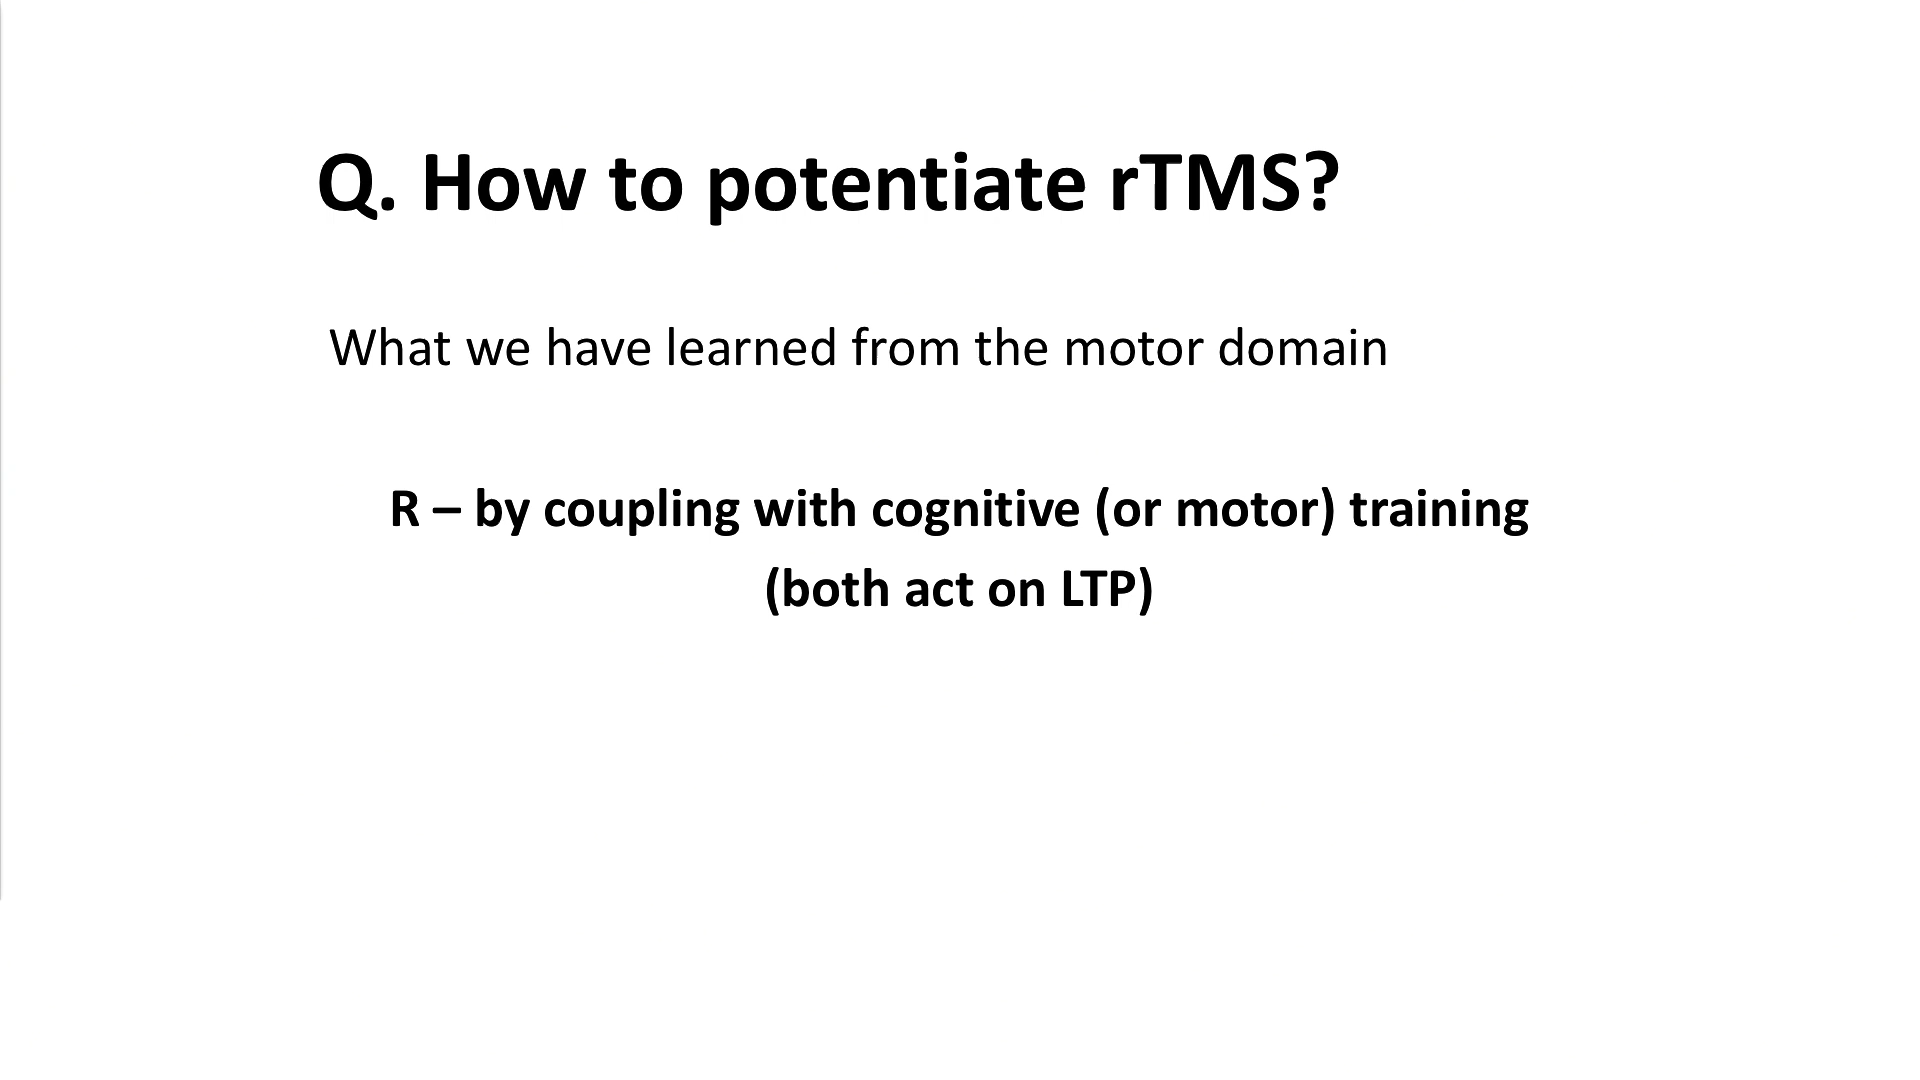 Q. How to potentiate rTMS?
What we have learned from the motor domain
R – by coupling with cognitive (or motor) training
(both act on LTP)